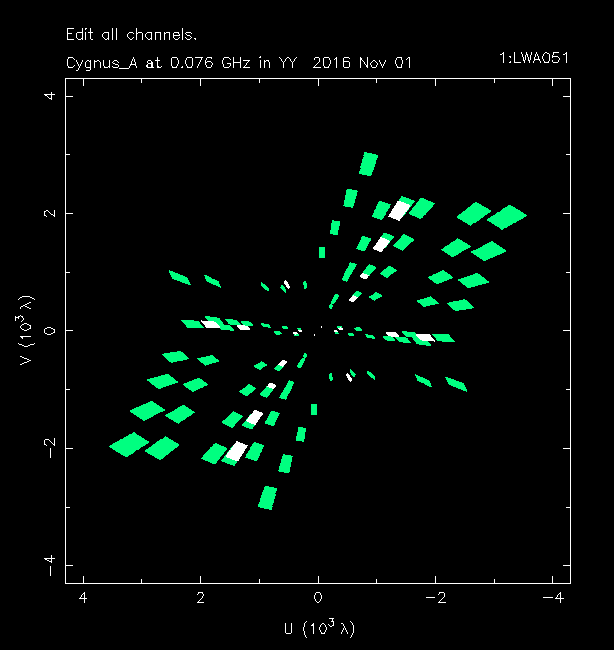 Edit all channels.
Cygnus_A at 0.076 GHz in YY  2016 Nov 01
1:LWA051
4
2
0
−2
−4
V (10³ λ)
4
2
0
−2
−4
U (10³ λ)